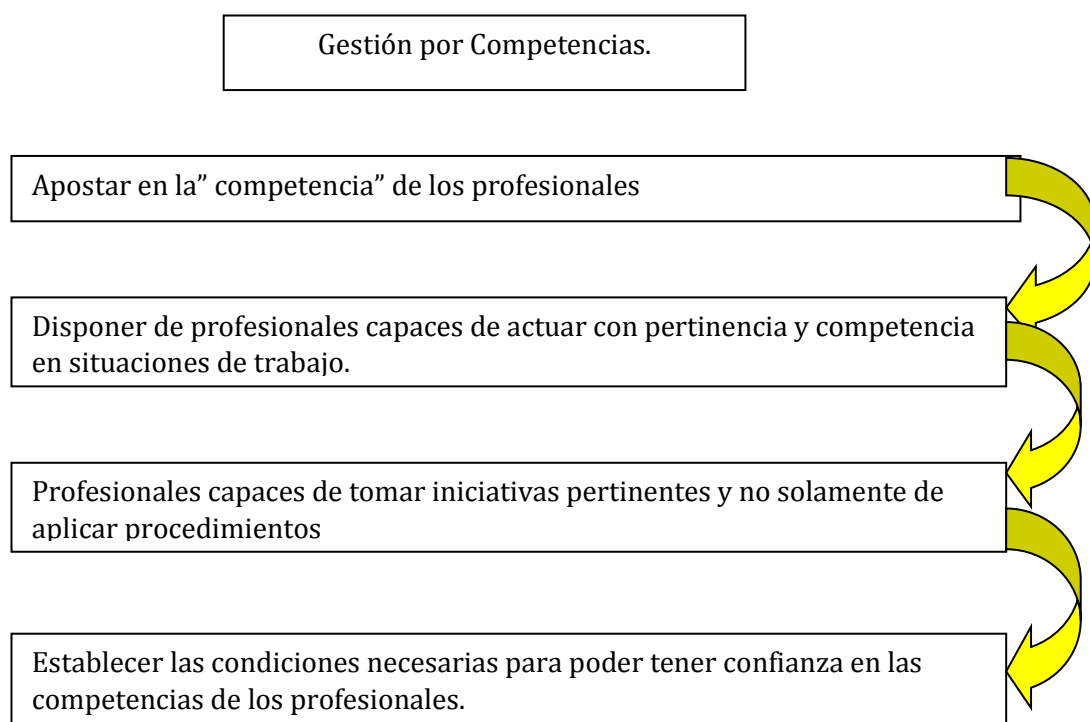 Gestión por Competencias.
Apostar en la” competencia” de los profesionales
Disponer de profesionales capaces de actuar con pertinencia y competencia
en situaciones de trabajo.
Profesionales capaces de tomar iniciativas pertinentes y no solamente de
aplicar procedimientos
Establecer las condiciones necesarias para poder tener confianza en las
competencias de los profesionales.